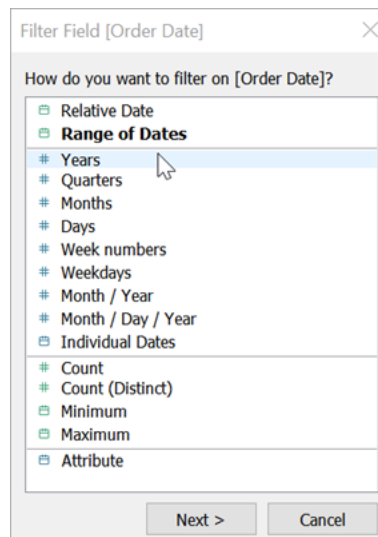 Filter Field [Order Date]
How do you want to filter on [Order Date]?
Relative Date
Range of Dates
# Years
# Quarters
# Months
# Days
# Week numbers
# Weekdays
# Month / Year
# Month / Day / Year
Individual Dates
# Count
# Count (Distinct)
Minimum
Maximum
Attribute
Next > Cancel